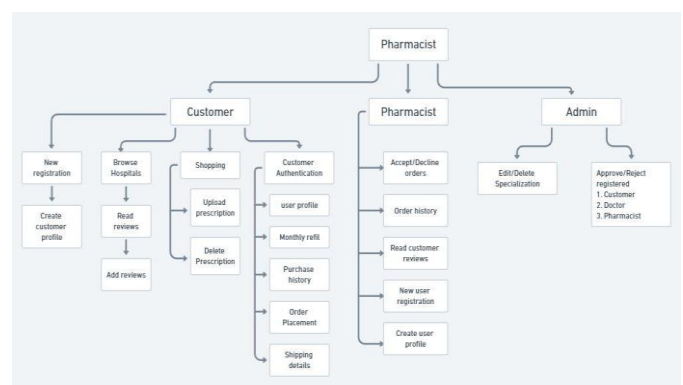 Pharmacist
Customer
Pharmacist
Admin
New
registration
Browse
Hospitals
Shopping
Customer
Authentication
Accept/Decline
orders
Edit/Delete
Specialization
Approve/Reject
registered
1. Customer
2. Doctor
3. Pharmacist
Create
customer
profile
Read
reviews
Upload
prescription
user profile
Order history
Monthly refil
Delete
Prescription
Read customer
reviews
Add reviews
Purchase
history
New user
registration
Order
Placement
Create user
profile
Shipping
details